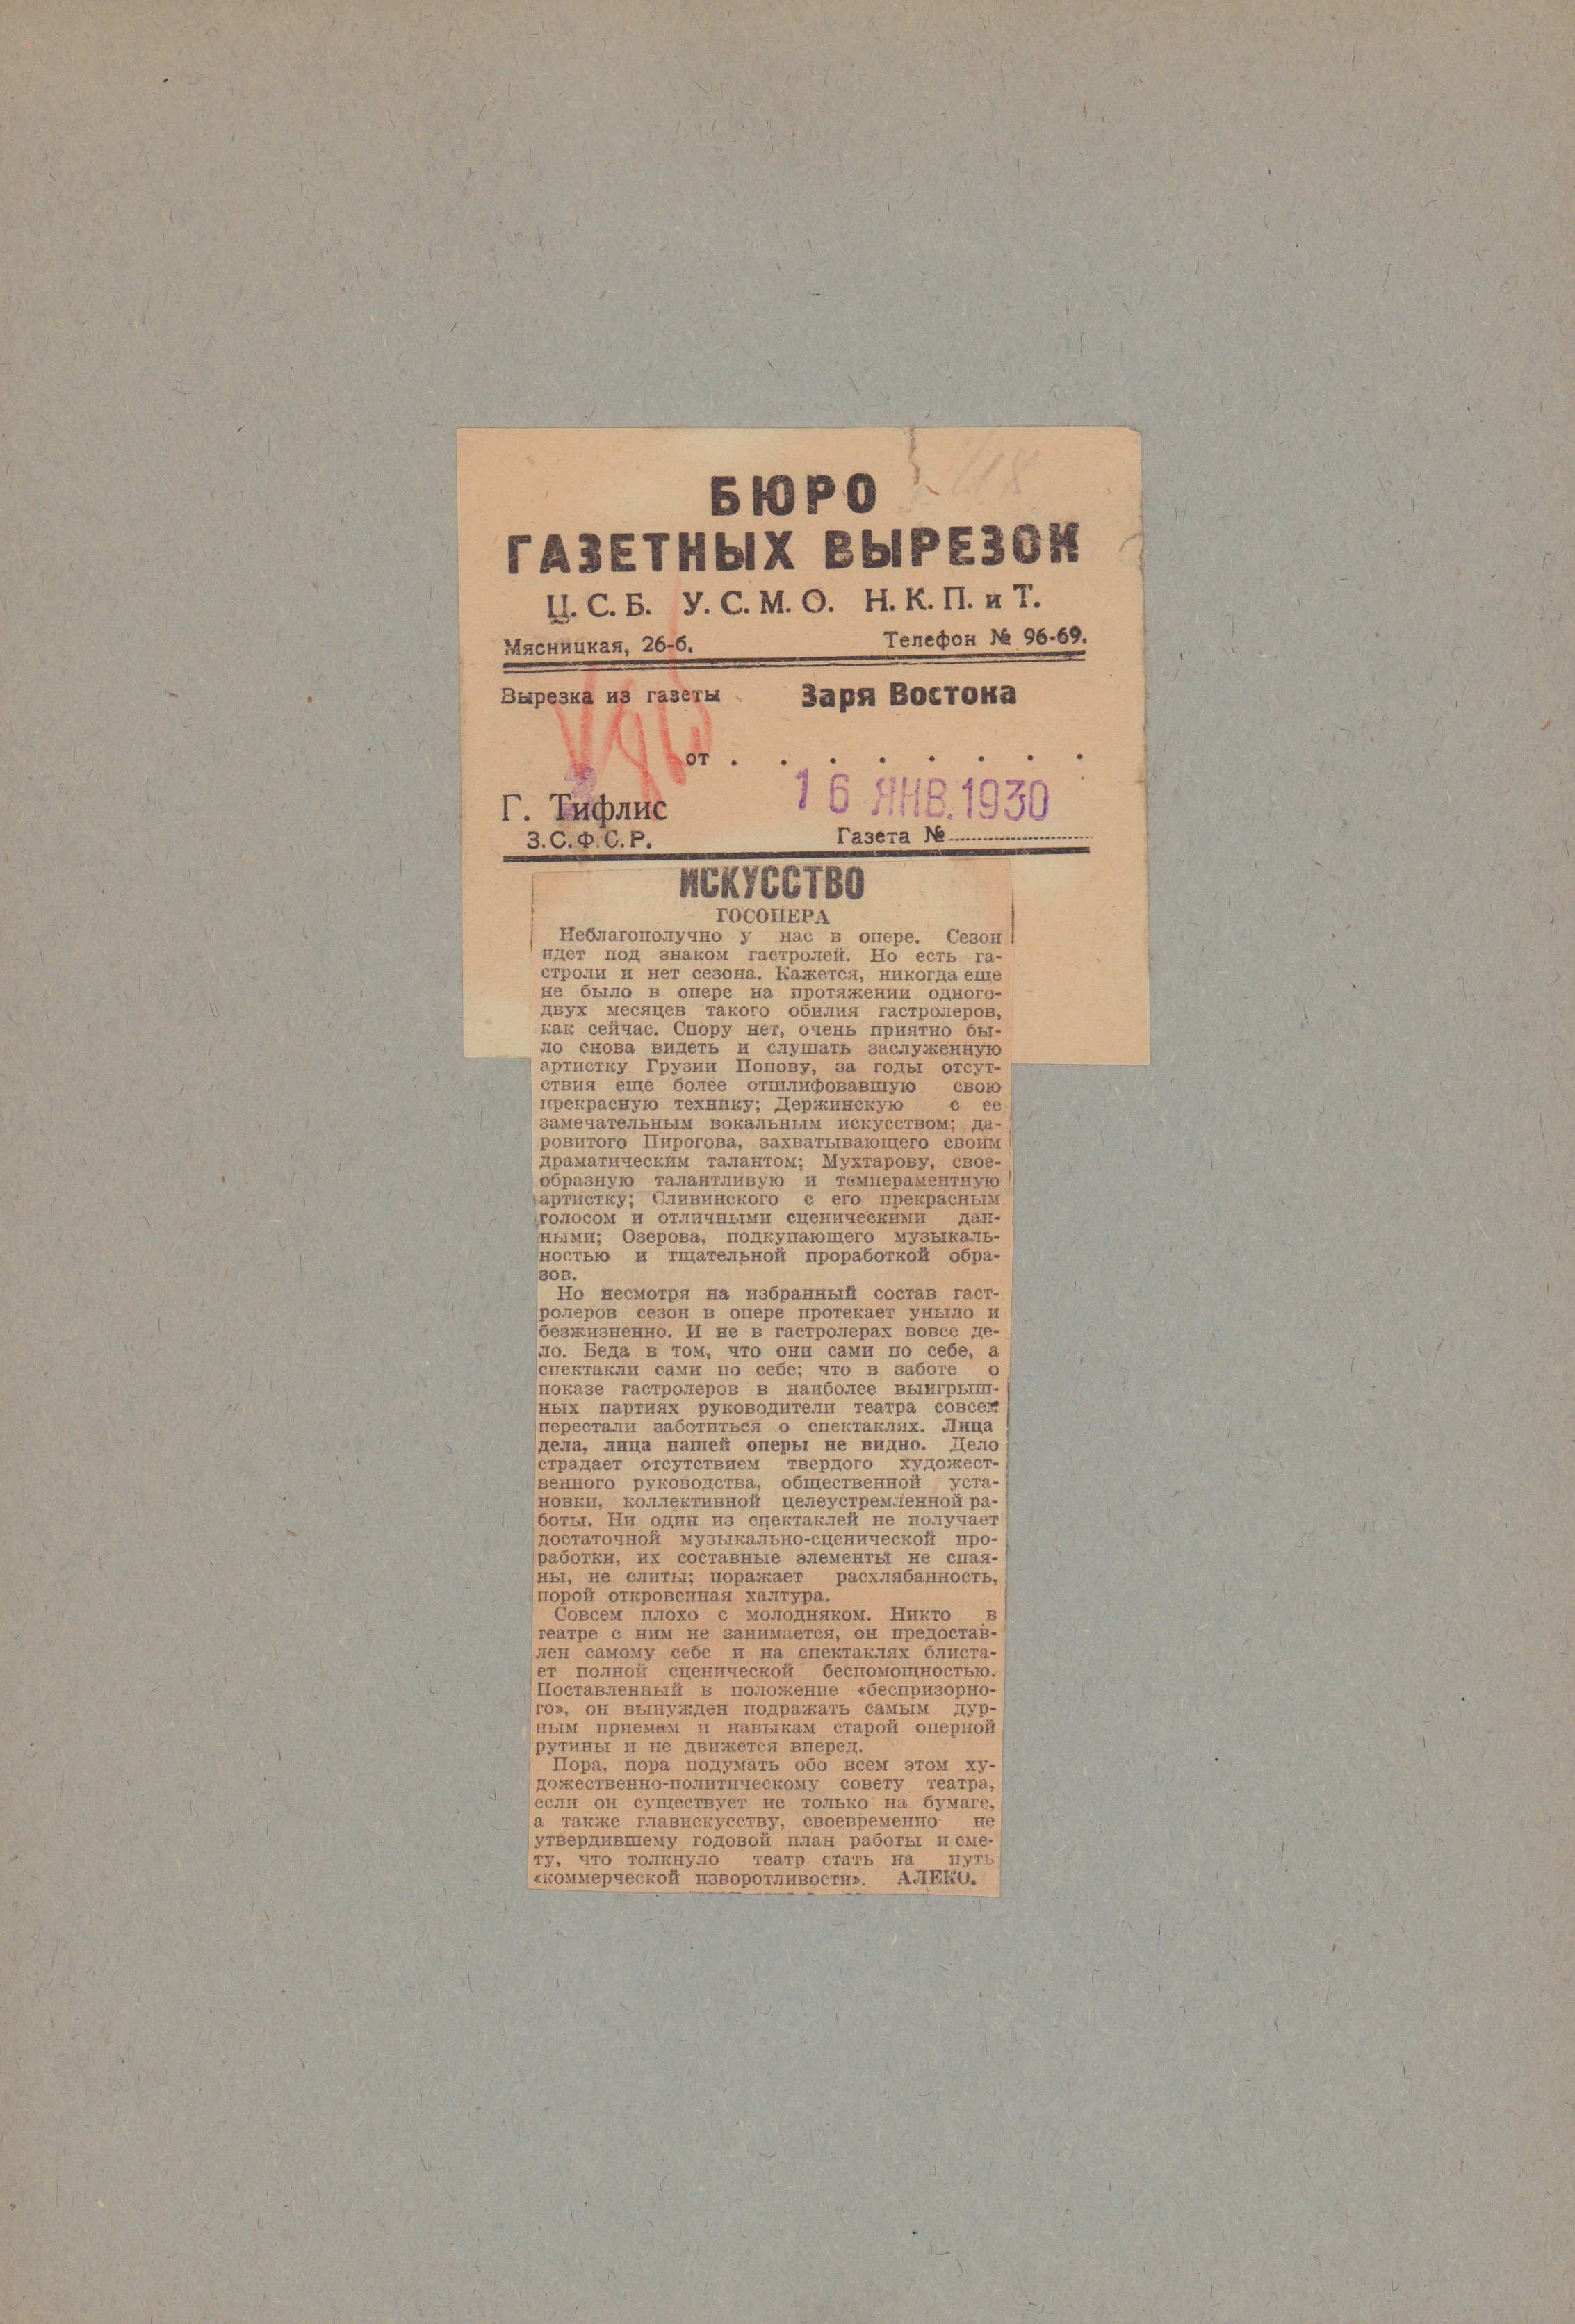 БЮРО
ГАЗЕТНЫХ ВЫРЕЗОК
Ц. С. Б. У. С. М. О. Н. К. П. и Т.
Мясницкая, 26-б. Телефон № 96-69.
Вырезка из газеты Заря Востока
от . . . . . . . .
16 ЯНВ. 1930
Г. Тифлис
З. С. Ф. С. Р. Газета №
ИСКУССТВО
ГОСОПЕРА
Неблагополучно у нас в опере. Сезон
идет под знаком гастролей. Но есть га-
строли и нет сезона. Кажется, никогда еще
не было в опере на протяжении одного-
двух месяцев такого обилия гастролеров,
как сейчас. Спору нет, очень приятно бы-
ло снова видеть и слушать заслуженную
артистку Грузии Попову, за годы отсут-
ствия еще более отшлифовавшую свою
прекрасную технику; Держинскую с ее
замечательным вокальным искусством; да-
ровитого Пирогова, захватывающего своим
драматическим талантом; Мухтарову, свое-
образную талантливую и темпераментную
артистку; Сливинского с его прекрасным
голосом и отличными сценическими дан-
ными; Озерова, подкупающего музыкаль-
ностью и тщательной проработкой обра-
зов.
Но несмотря на избранный состав гаст-
ролеров сезон в опере протекает уныло и
безжизненно. И не в гастролерах вовсе де-
ло. Беда в том, что они сами по себе, а
спектакли сами по себе; что в заботе о
показе гастролеров в наиболее выигрыш-
ных партиях руководители театра совсем
перестали заботиться о спектаклях. Лица
дела, лица нашей оперы не видно. Дело
страдает отсутствием твердого художест-
венного руководства, общественной уста-
новки, коллективной целеустремленной ра-
боты. Ни один из спектаклей не получает
достаточной музыкально-сценической про-
работки, их составные элементы не спая-
ны, не слиты; поражает расхлябанность,
порой откровенная халтура.
Совсем плохо с молодняком. Никто в
театре с ним не занимается, он предостав-
лен самому себе и на спектаклях блиста-
ет полной сценической беспомощностью.
Поставленный в положение «беспризорно-
го», он вынужден подражать самым дур-
ным приемам и навыкам старой оперной
рутины и не движется вперед.
Пора, пора подумать обо всем этом ху-
дожественно-политическому совету театра,
если он существует не только на бумаге,
а также главискусству, своевременно не
утвердившему годовой план работы и сме-
ту, что толкнуло театр стать на путь
«коммерческой изворотливости». АЛЕКО.